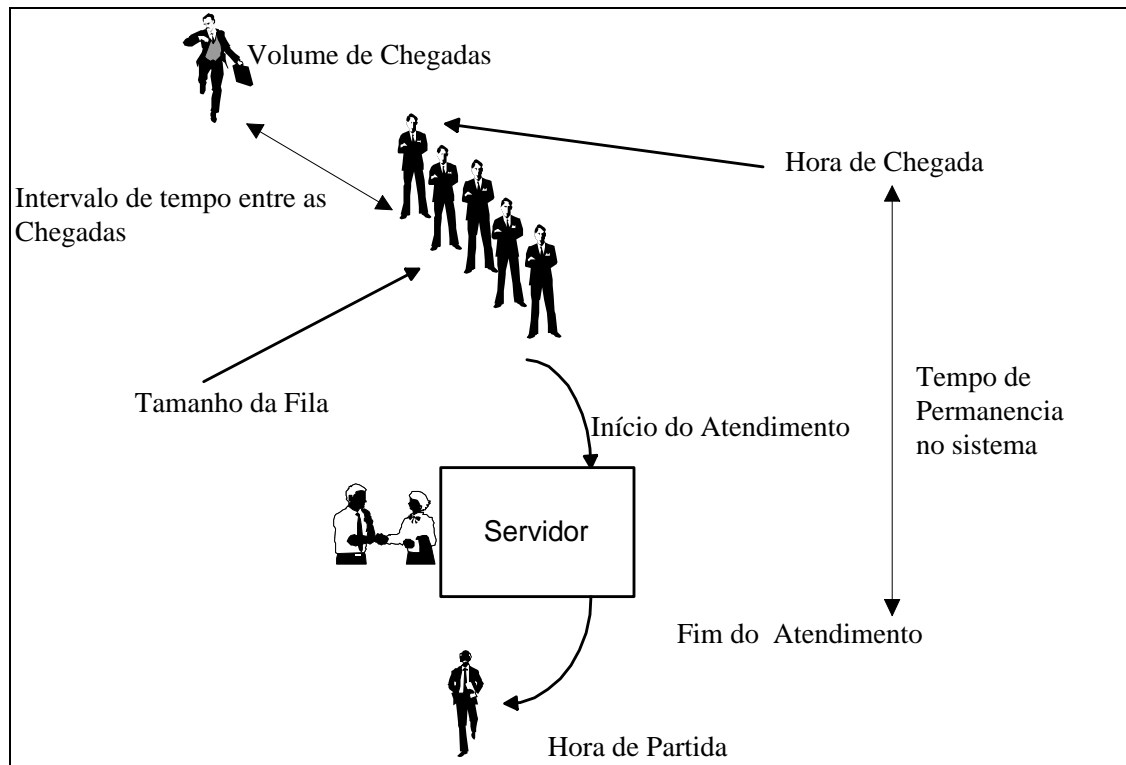 Volume de Chegadas
Hora de Chegada
Intervalo de tempo entre as
Chegadas
Tamanho da Fila
Início do Atendimento
Tempo de
Permanencia
no sistema
Servidor
Fim do Atendimento
Hora de Partida